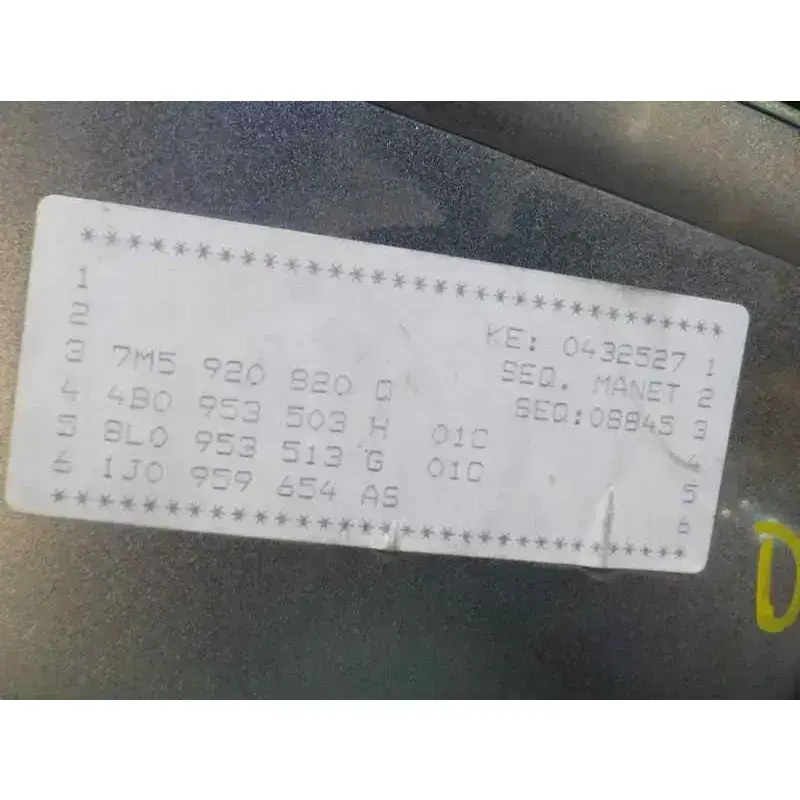 ******************************
1 KE: 0432527 1
2 SEQ. MANET 2
3 7M5 920 820 Q SEQ:08845 3
4 4B0 953 503 H 01C 4
5 8L0 953 513 G 01C 5
6 1J0 959 654 AS 6
******************************
D